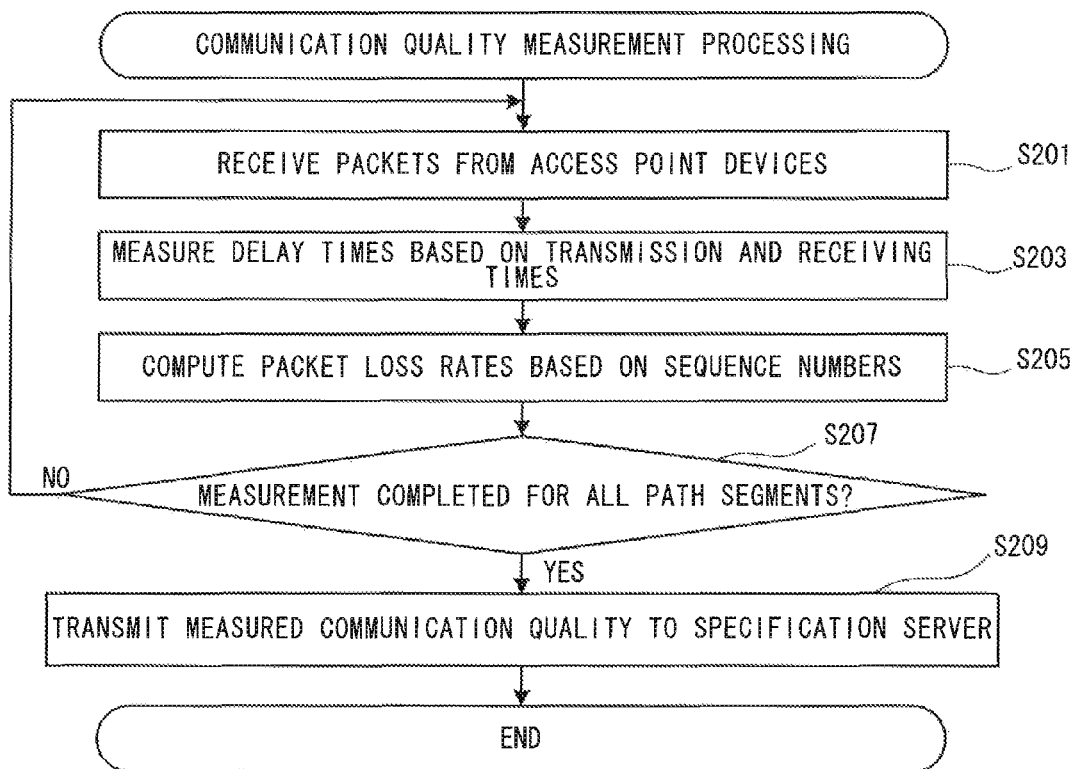 COMMUNICATION QUALITY MEASUREMENT PROCESSING
RECEIVE PACKETS FROM ACCESS POINT DEVICES
S201
MEASURE DELAY TIMES BASED ON TRANSMISSION AND RECEIVING
TIMES
S203
COMPUTE PACKET LOSS RATES BASED ON SEQUENCE NUMBERS
S205
S207
NO
MEASUREMENT COMPLETED FOR ALL PATH SEGMENTS?
YES
S209
TRANSMIT MEASURED COMMUNICATION QUALITY TO SPECIFICATION SERVER
END